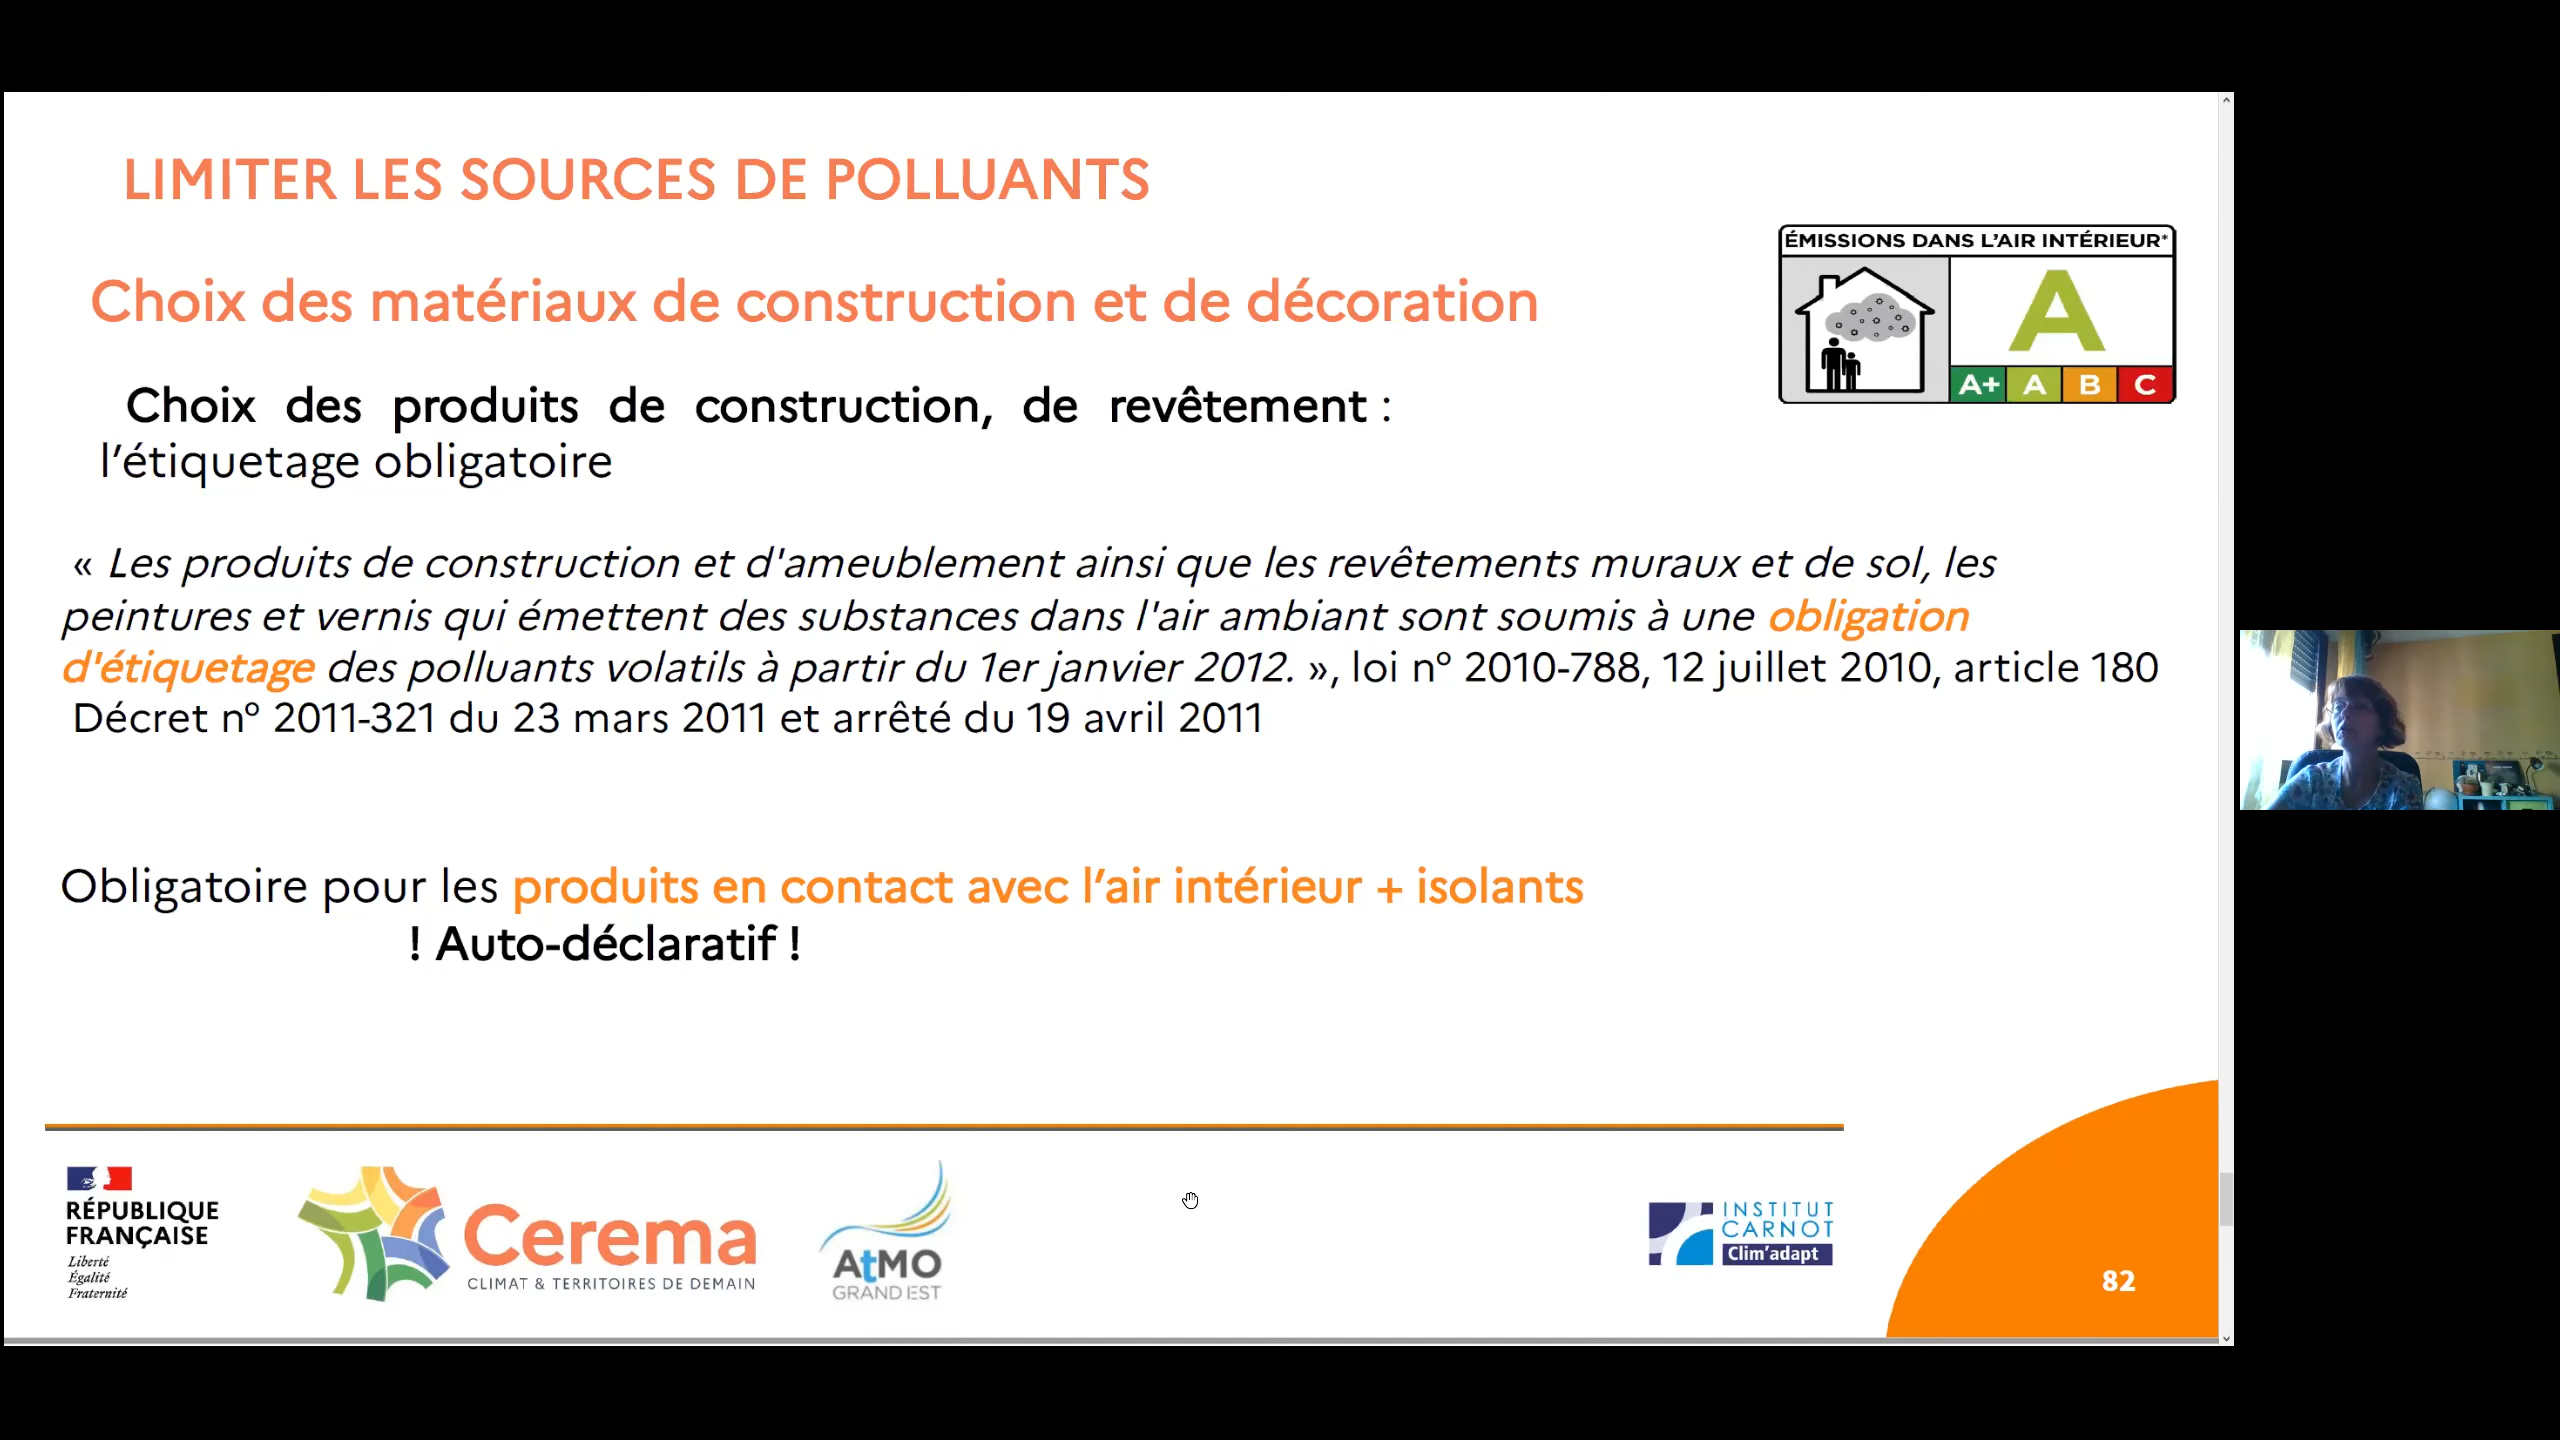 LIMITER LES SOURCES DE POLLUANTS
ÉMISSIONS DANS L'AIR INTÉRIEUR*
A
A+ A B C
Choix des matériaux de construction et de décoration
Choix des produits de construction, de revêtement :
l’étiquetage obligatoire
« Les produits de construction et d'ameublement ainsi que les revêtements muraux et de sol, les
peintures et vernis qui émettent des substances dans l'air ambiant sont soumis à une obligation
d'étiquetage des polluants volatils à partir du 1er janvier 2012. », loi n° 2010-788, 12 juillet 2010, article 180
Décret n° 2011-321 du 23 mars 2011 et arrêté du 19 avril 2011
Obligatoire pour les produits en contact avec l’air intérieur + isolants
! Auto-déclaratif !
RÉPUBLIQUE
FRANÇAISE
Liberté
Égalité
Fraternité
Cerema
CLIMAT & TERRITOIRES DE DEMAIN
AtMO
GRAND EST
INSTITUT
CARNOT
Clim'adapt
82